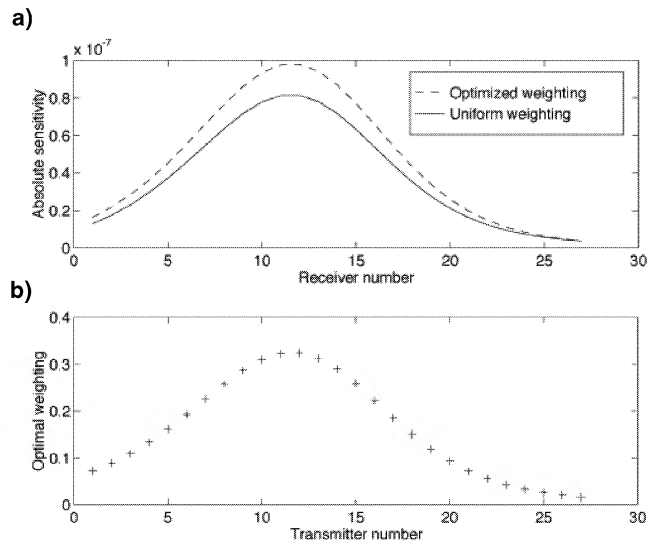 a)
x 10-7
1
0.8
0.6
0.4
0.2
0
Absolute sensitivity
Optimized weighting
Uniform weighting
0 5 10 15 20 25 30
Receiver number
b)
0.4
0.3
0.2
0.1
0
Optimal weighting
0 5 10 15 20 25 30
Transmitter number